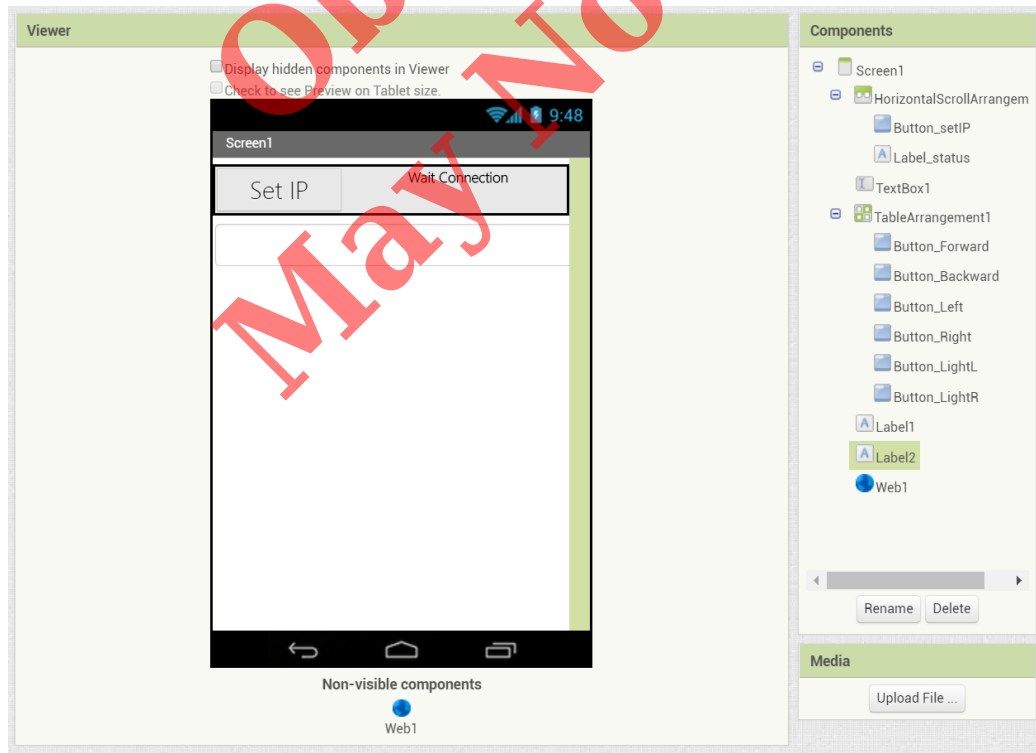 Viewer
Display hidden components in Viewer
Check to see Preview on Tablet size.
9:48
Screen1
Set IP
Wait Connection
Non-visible components
Web1
Components
Screen1
HorizontalScrollArrangem
Button_setIP
Label_status
TextBox1
TableArrangement1
Button_Forward
Button_Backward
Button_Left
Button_Right
Button_LightL
Button_LightR
Label1
Label2
Web1
Rename Delete
Media
Upload File ...
May No